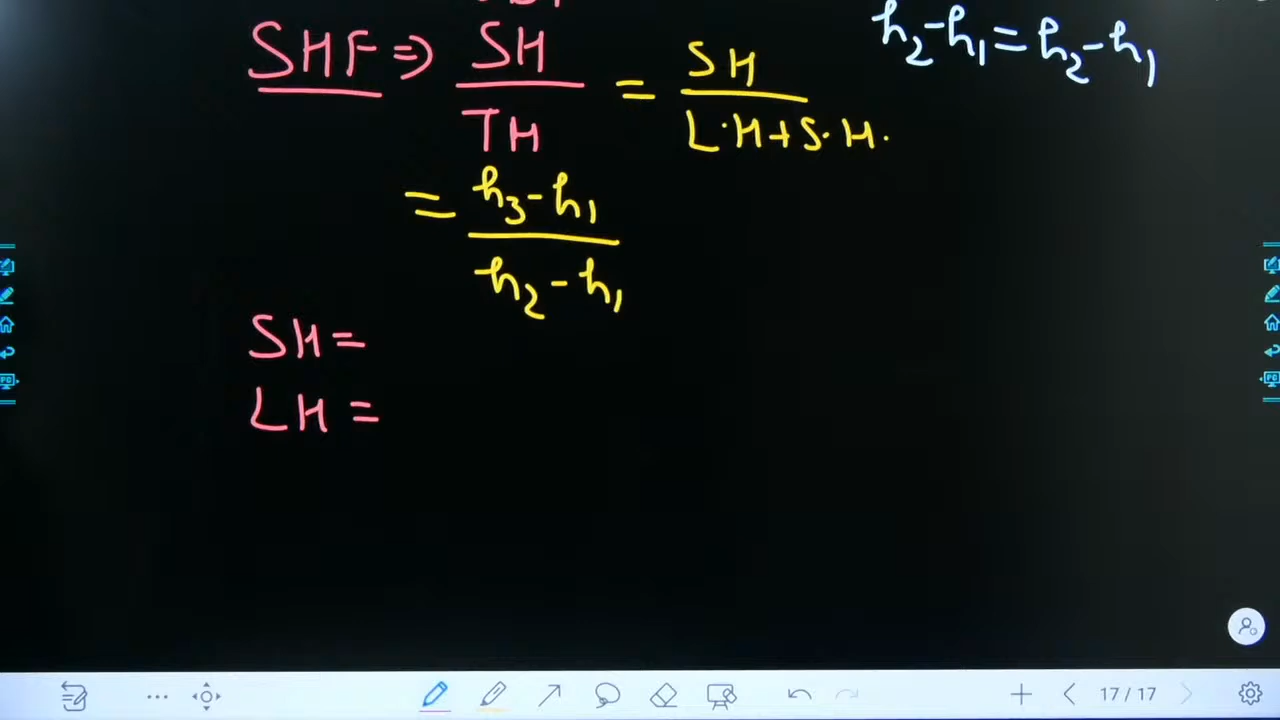 h₂-h₁=h₂-h₁
SHF ⇒ SH/TH = SH/L·H+S·H·
= h₃-h₁/h₂-h₁
SH=
LH=
17/17